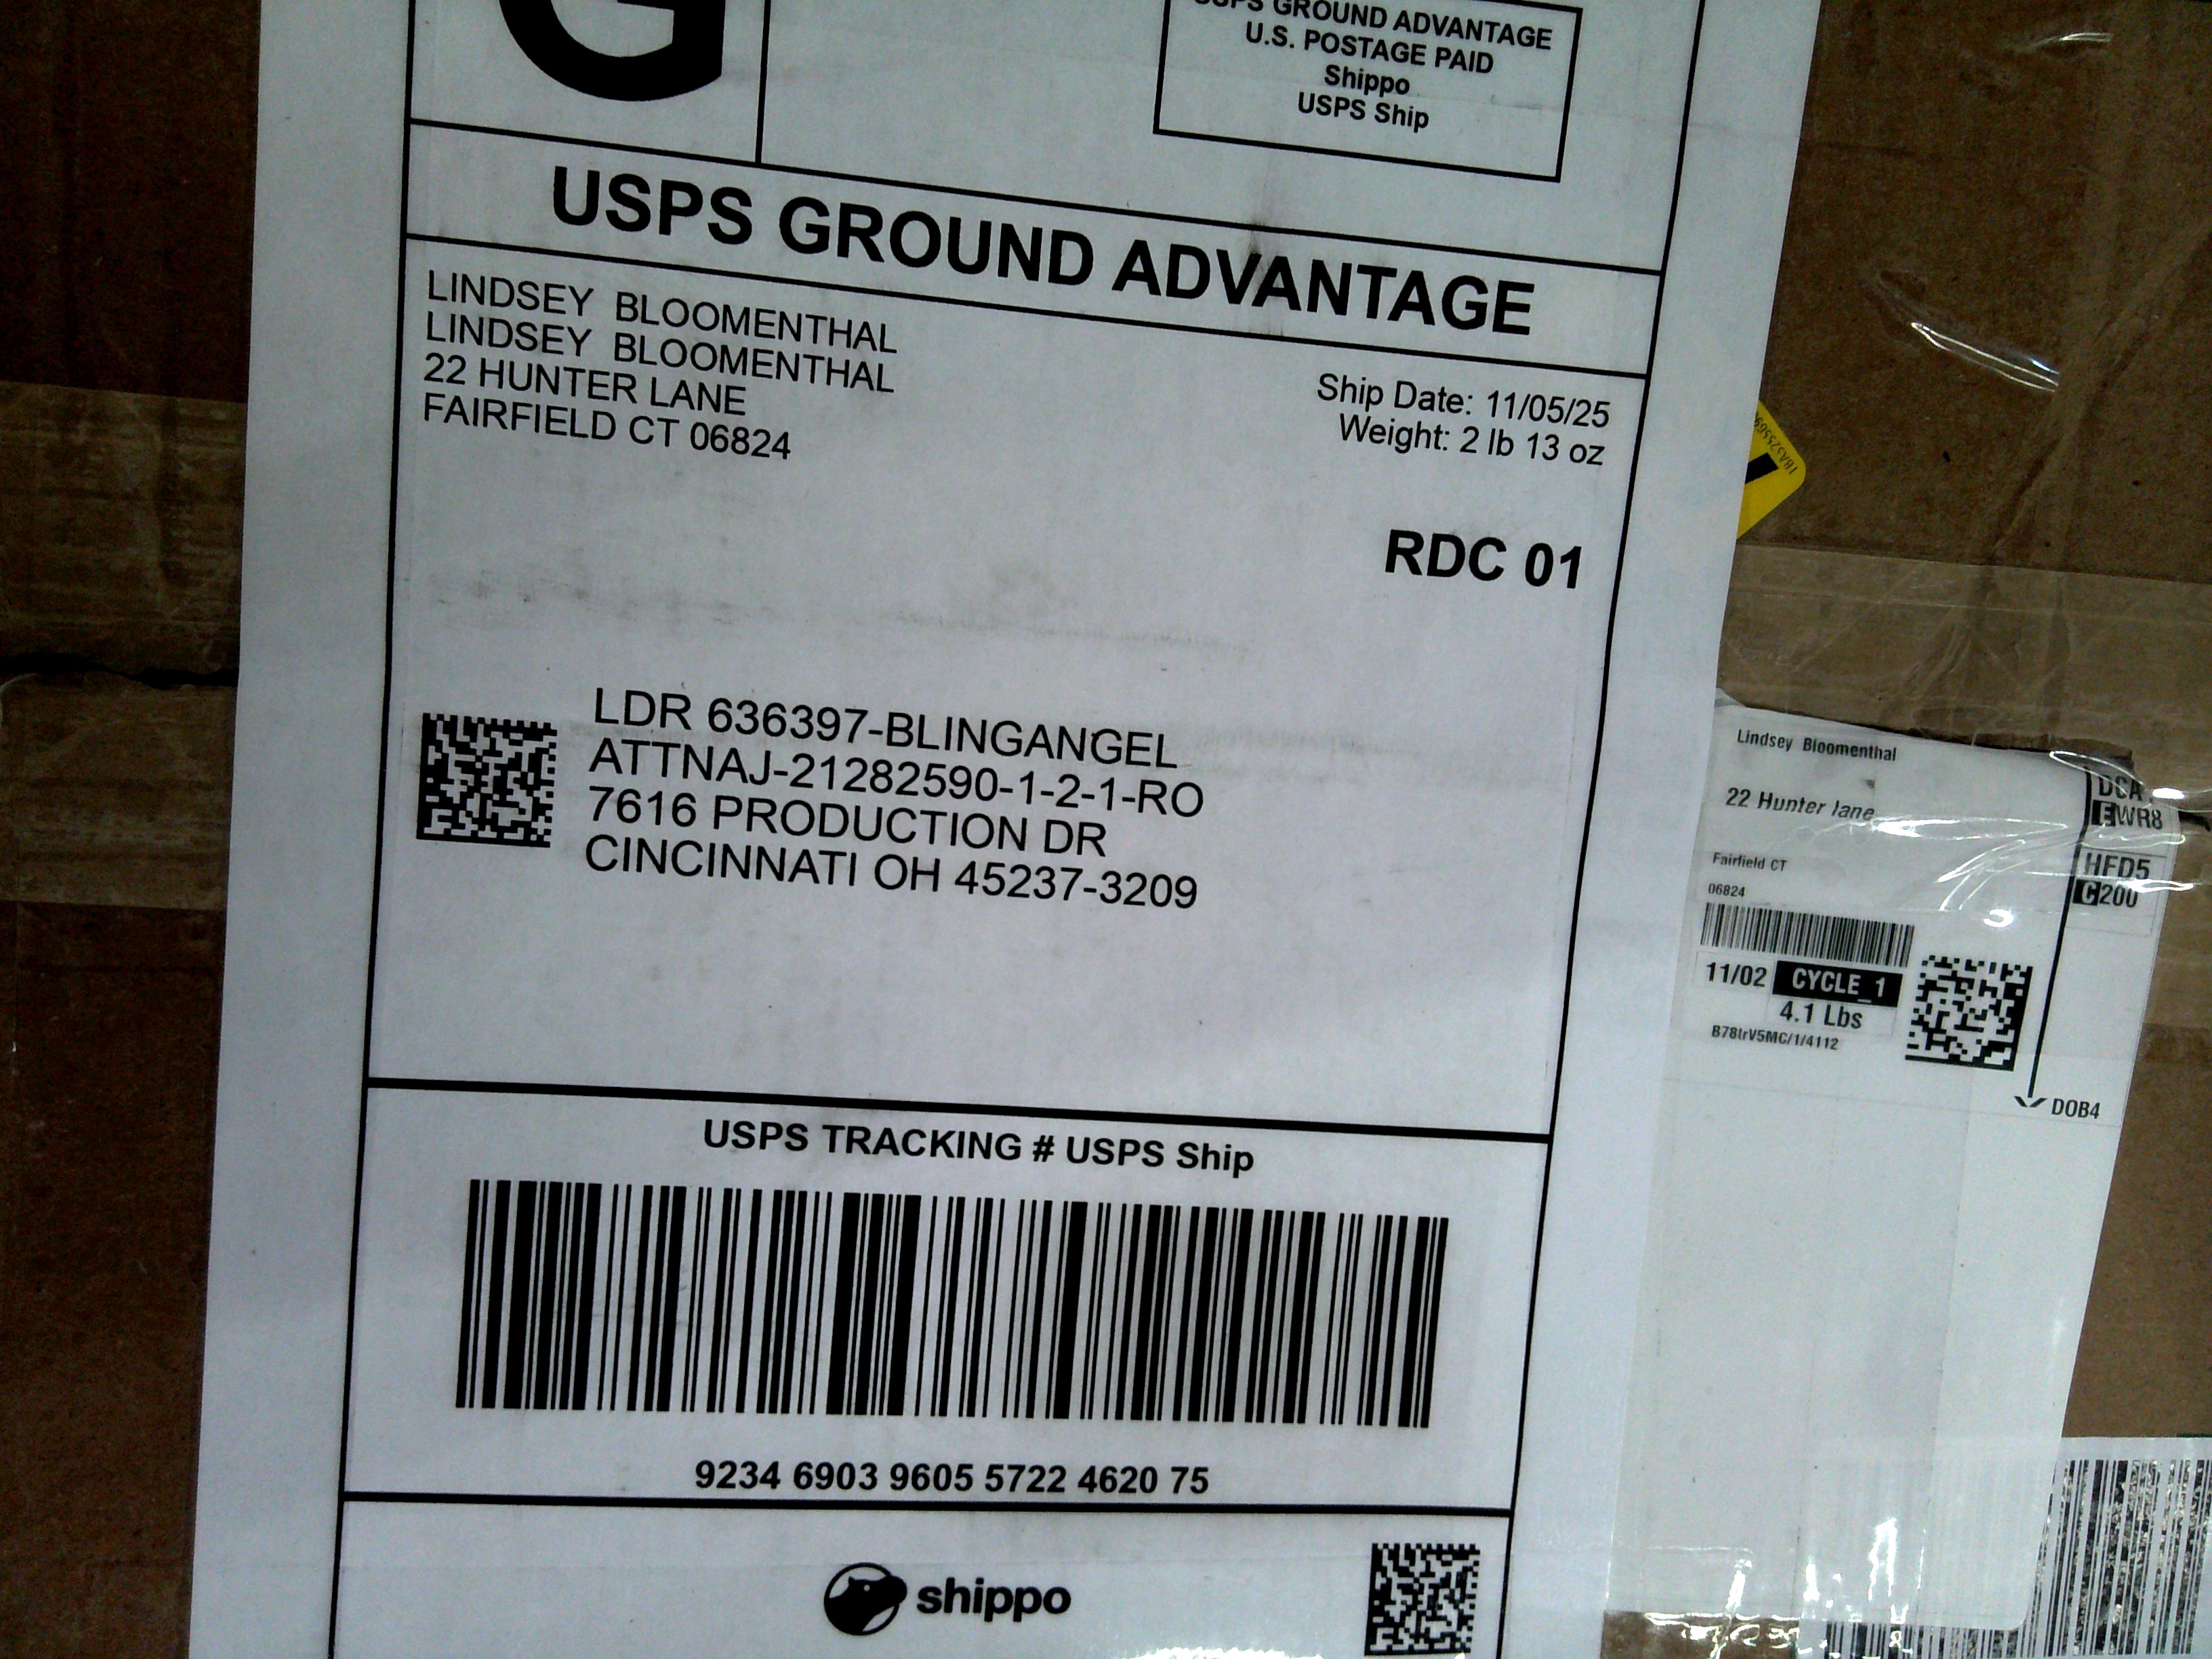 G
USPS GROUND ADVANTAGE
U.S. POSTAGE PAID
Shippo
USPS Ship
USPS GROUND ADVANTAGE
LINDSEY BLOOMENTHAL
LINDSEY BLOOMENTHAL
22 HUNTER LANE
FAIRFIELD CT 06824
Ship Date: 11/05/25
Weight: 2 lb 13 oz
RDC 01
LDR 636397-BLINGANGEL
ATTNAJ-21282590-1-2-1-RO
7616 PRODUCTION DR
CINCINNATI OH 45237-3209
USPS TRACKING # USPS Ship
9234 6903 9605 5722 4620 75
shippo
Lindsey Bloomenthal
22 Hunter lane
Fairfield CT
06824
11/02 CYCLE_1
4.1 Lbs
B78trV5MC/1/4112
EWR8
HFD5
C200
DOB4